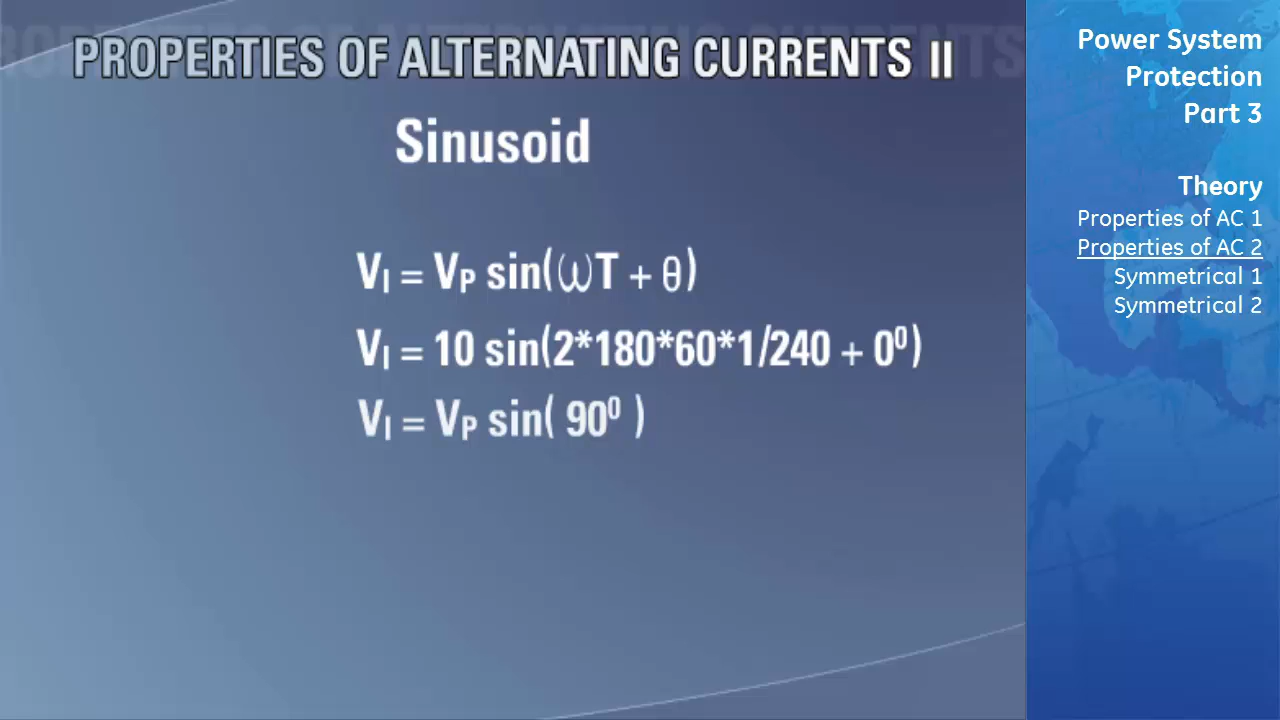 PROPERTIES OF ALTERNATING CURRENTS II
Sinusoid
VI = VP sin(ωT + θ)
VI = 10 sin(2*180*60*1/240 + 0⁰)
VI = VP sin( 90⁰ )
Power System
Protection
Part 3
Theory
Properties of AC 1
Properties of AC 2
Symmetrical 1
Symmetrical 2